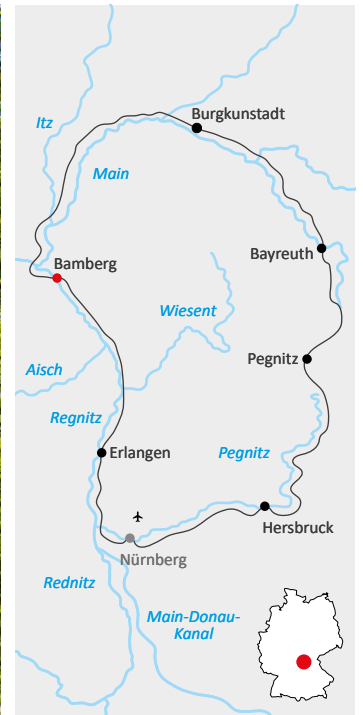 Burgkunstadt
Itz
Main
Bayreuth
Bamberg
Wiesent
Pegnitz
Aisch
Regnitz
Erlangen
Pegnitz
Hersbruck
Nürnberg
Rednitz
Main-Donau-
Kanal